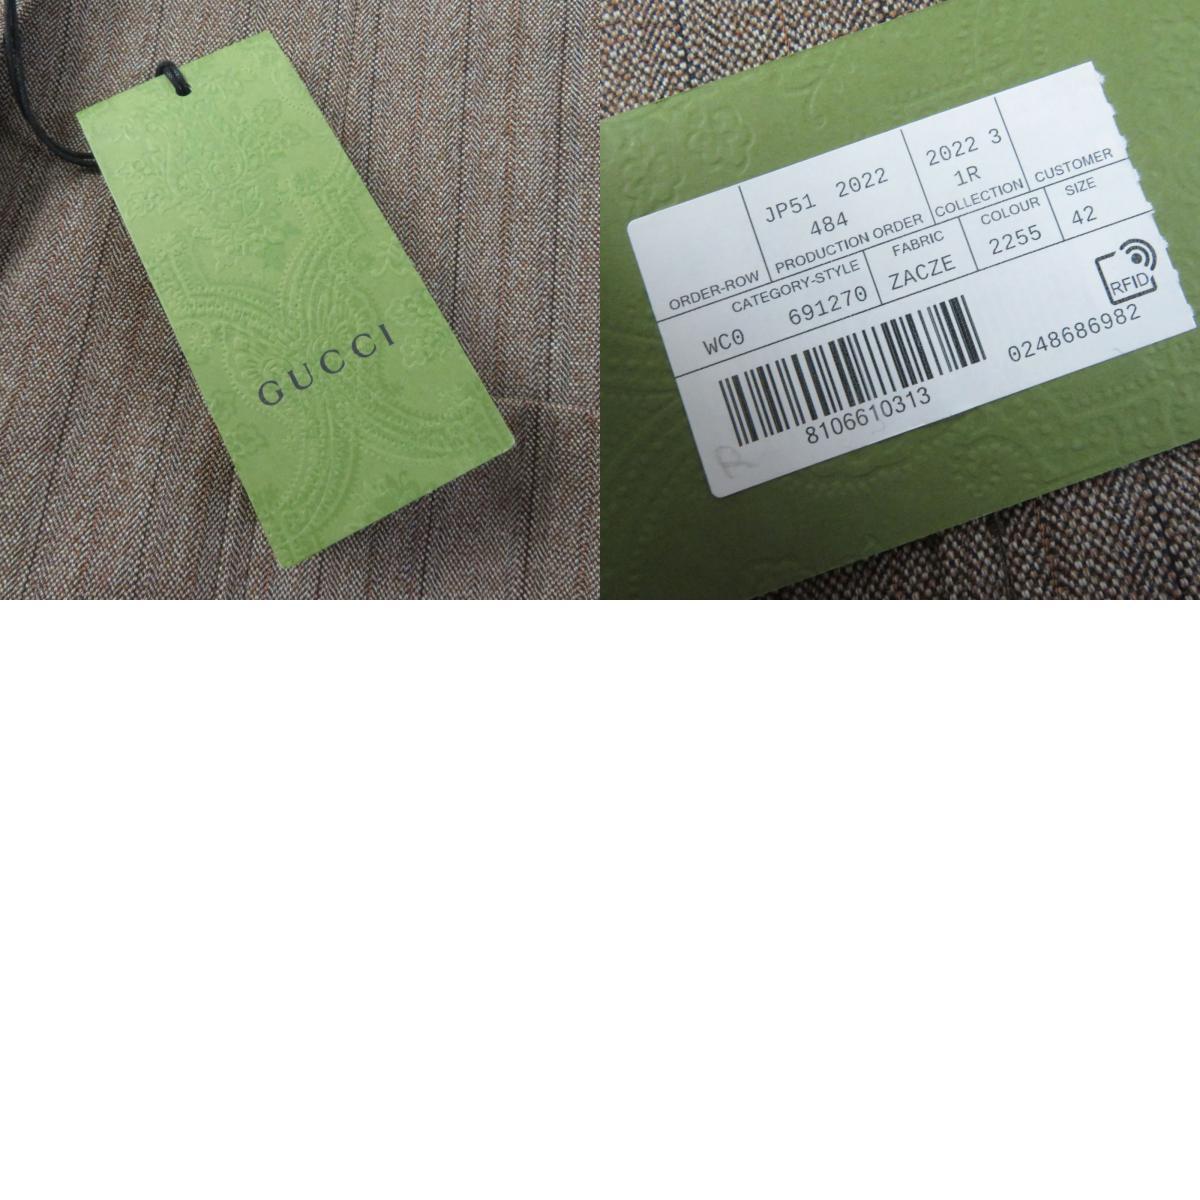 GUCCI
JP51 2022
484
2022 3
1R
ORDER-ROW
PRODUCTION ORDER
COLLECTION
CUSTOMER
CATEGORY-STYLE
FABRIC
COLOUR
SIZE
WC0 691270
ZACZE
2255
42
RFID
8106610313
0248686982
R